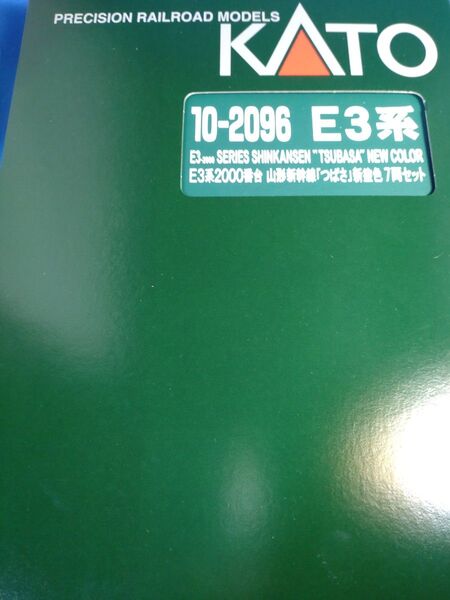 PRECISION RAILROAD MODELS
KATO
10-2096 E3系
E3-2000 SERIES SHINKANSEN "TSUBASA" NEW COLOR
E3系2000番台 山形新幹線「つばさ」新塗色 7両セット